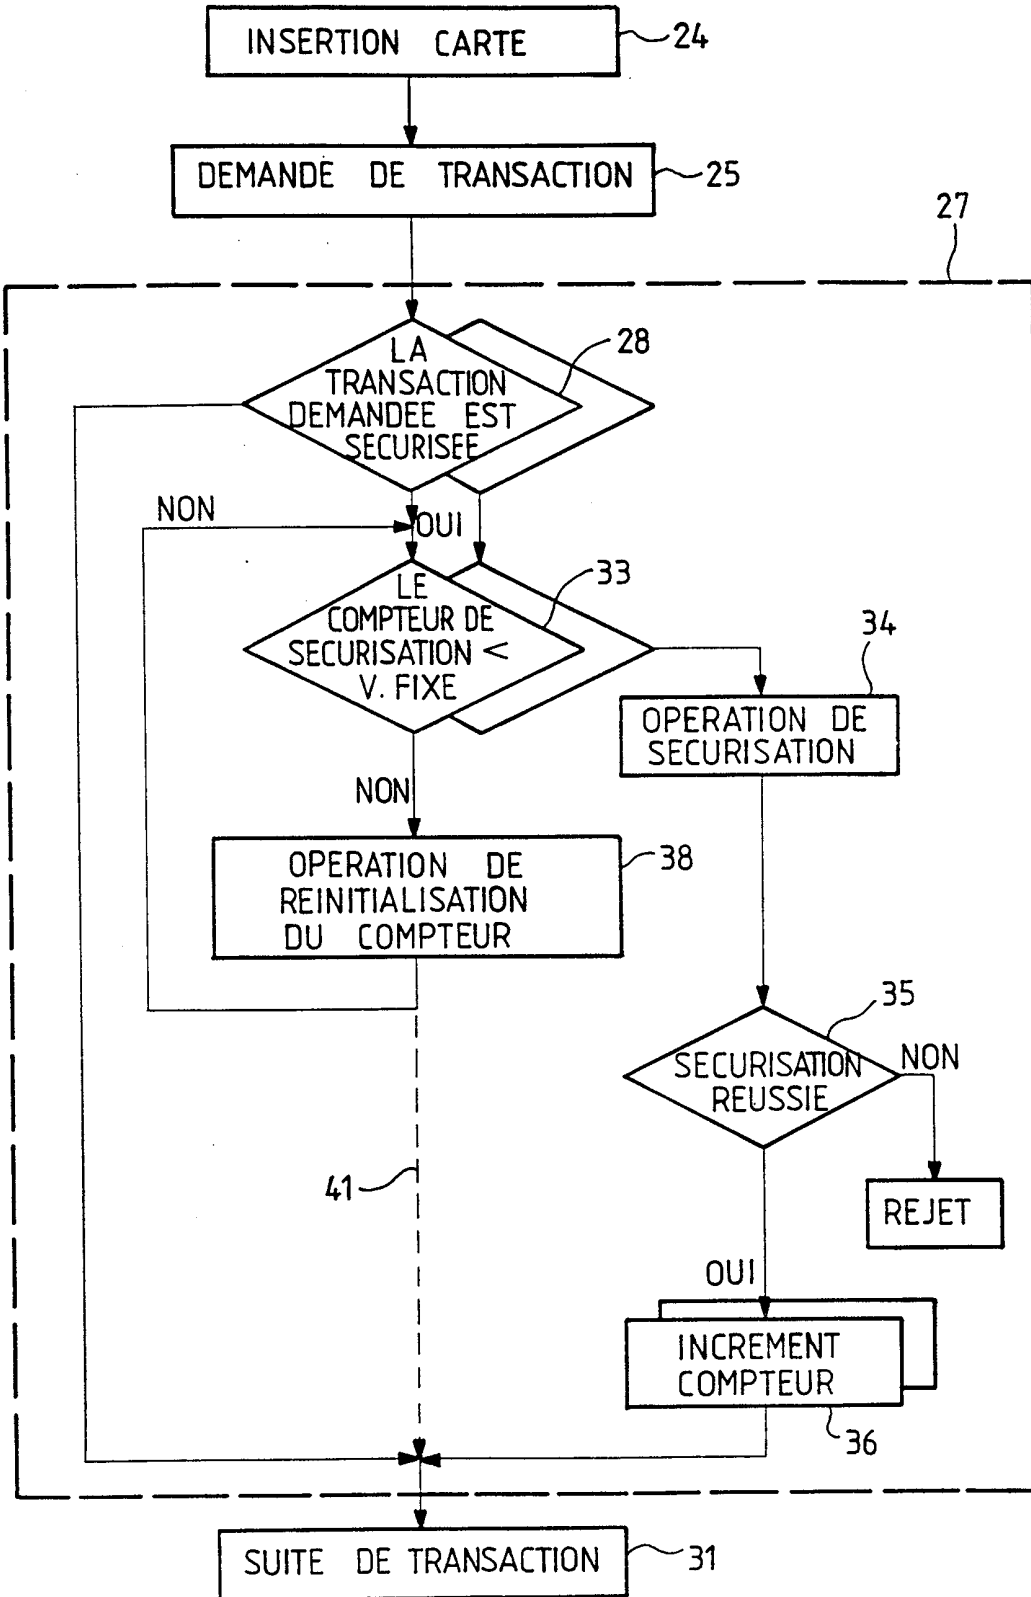 INSERTION CARTE
24
DEMANDE DE TRANSACTION
25
27
LA
TRANSACTION
DEMANDEE EST
SECURISEE
28
NON
OUI
LE
COMPTEUR DE
SECURISATION <
V. FIXE
33
34
OPERATION DE
SECURISATION
NON
OPERATION DE
REINITIALISATION
DU COMPTEUR
38
35
SECURISATION
REUSSIE
NON
41
REJET
OUI
INCREMENT
COMPTEUR
36
SUITE DE TRANSACTION
31